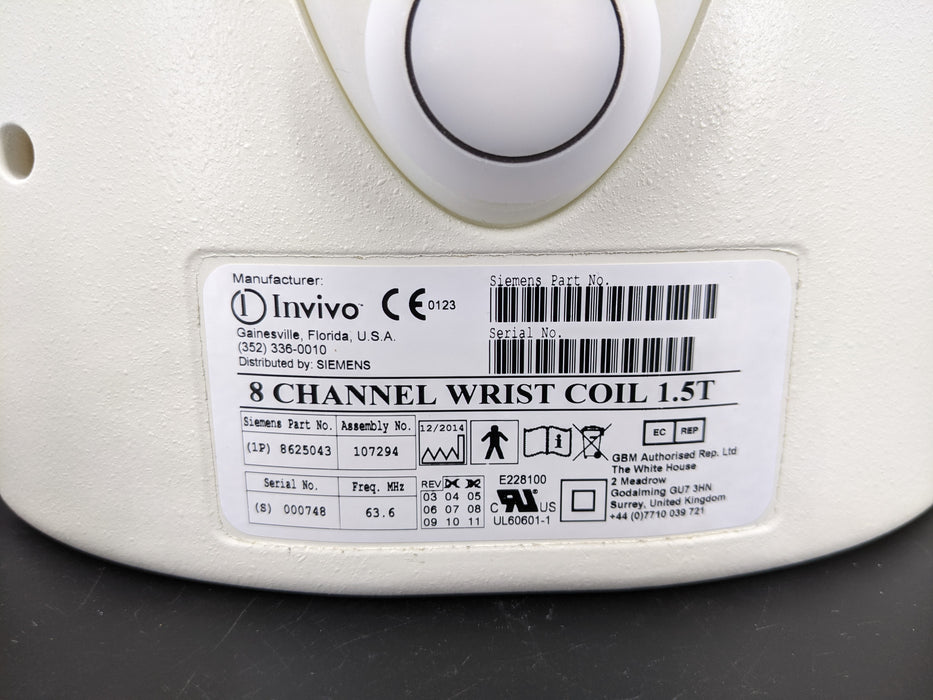 Manufacturer:
Invivo™
CE 0123
Gainesville, Florida, U.S.A.
(352) 336-0010
Distributed by: SIEMENS
Siemens Part No.
Serial No.
8 CHANNEL WRIST COIL 1.5T
Siemens Part No. Assembly No.
(1P) 8625043 107294
Serial No. Freq. MHz
(S) 000748 63.6
12/2014
REV
03 04 05
06 07 08
09 10 11
E228100
C RU US
UL60601-1
EC REP
GBM Authorised Rep. Ltd
The White House
2 Meadrow
Godalming GU7 3HN
Surrey, United Kingdom
+44 (0)7710 039 721